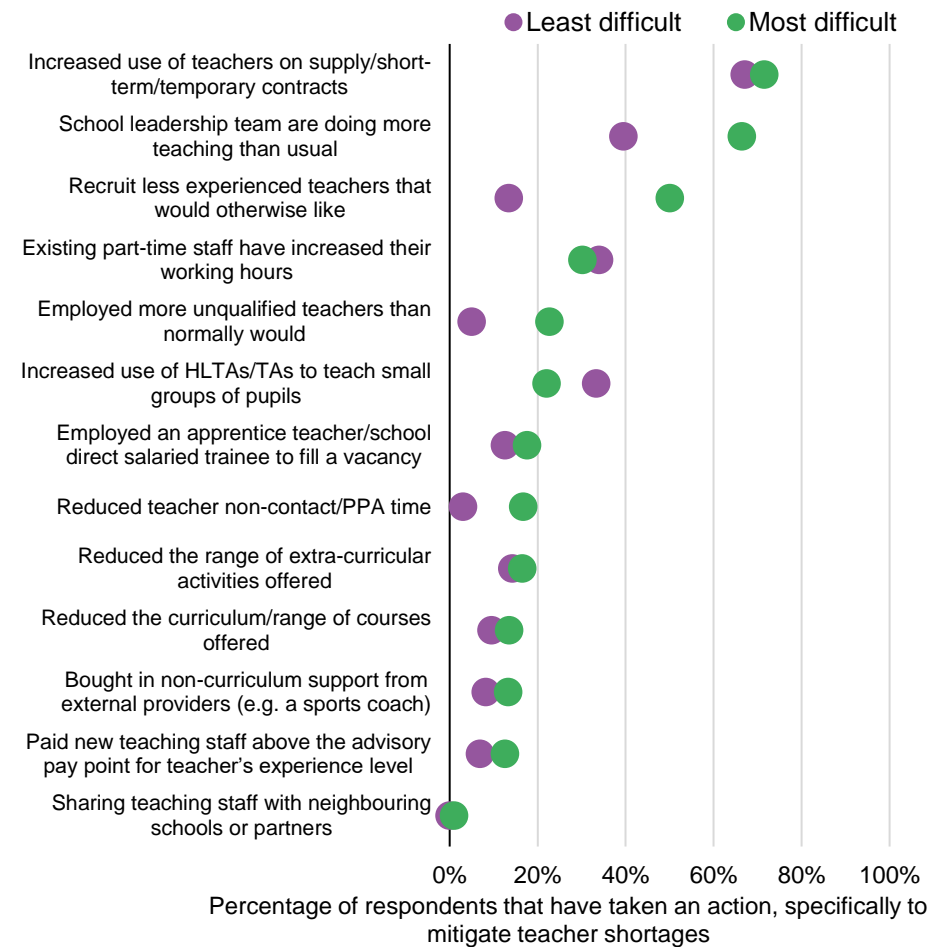 Least difficult Most difficult
Increased use of teachers on supply/short-
term/temporary contracts
School leadership team are doing more
teaching than usual
Recruit less experienced teachers that
would otherwise like
Existing part-time staff have increased their
working hours
Employed more unqualified teachers than
normally would
Increased use of HLTAs/TAs to teach small
groups of pupils
Employed an apprentice teacher/school
direct salaried trainee to fill a vacancy
Reduced teacher non-contact/PPA time
Reduced the range of extra-curricular
activities offered
Reduced the curriculum/range of courses
offered
Bought in non-curriculum support from
external providers (e.g. a sports coach)
Paid new teaching staff above the advisory
pay point for teacher’s experience level
Sharing teaching staff with neighbouring
schools or partners
0% 20% 40% 60% 80% 100%
Percentage of respondents that have taken an action, specifically to
mitigate teacher shortages